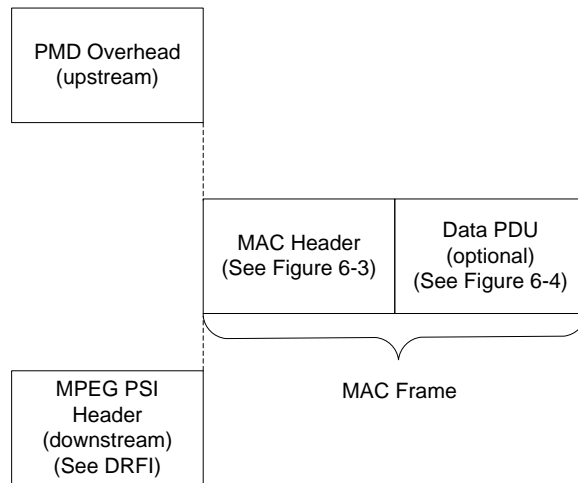 PMD Overhead
(upstream)
MAC Header
(See Figure 6-3)
Data PDU
(optional)
(See Figure 6-4)
MAC Frame
MPEG PSI
Header
(downstream)
(See DRFI)